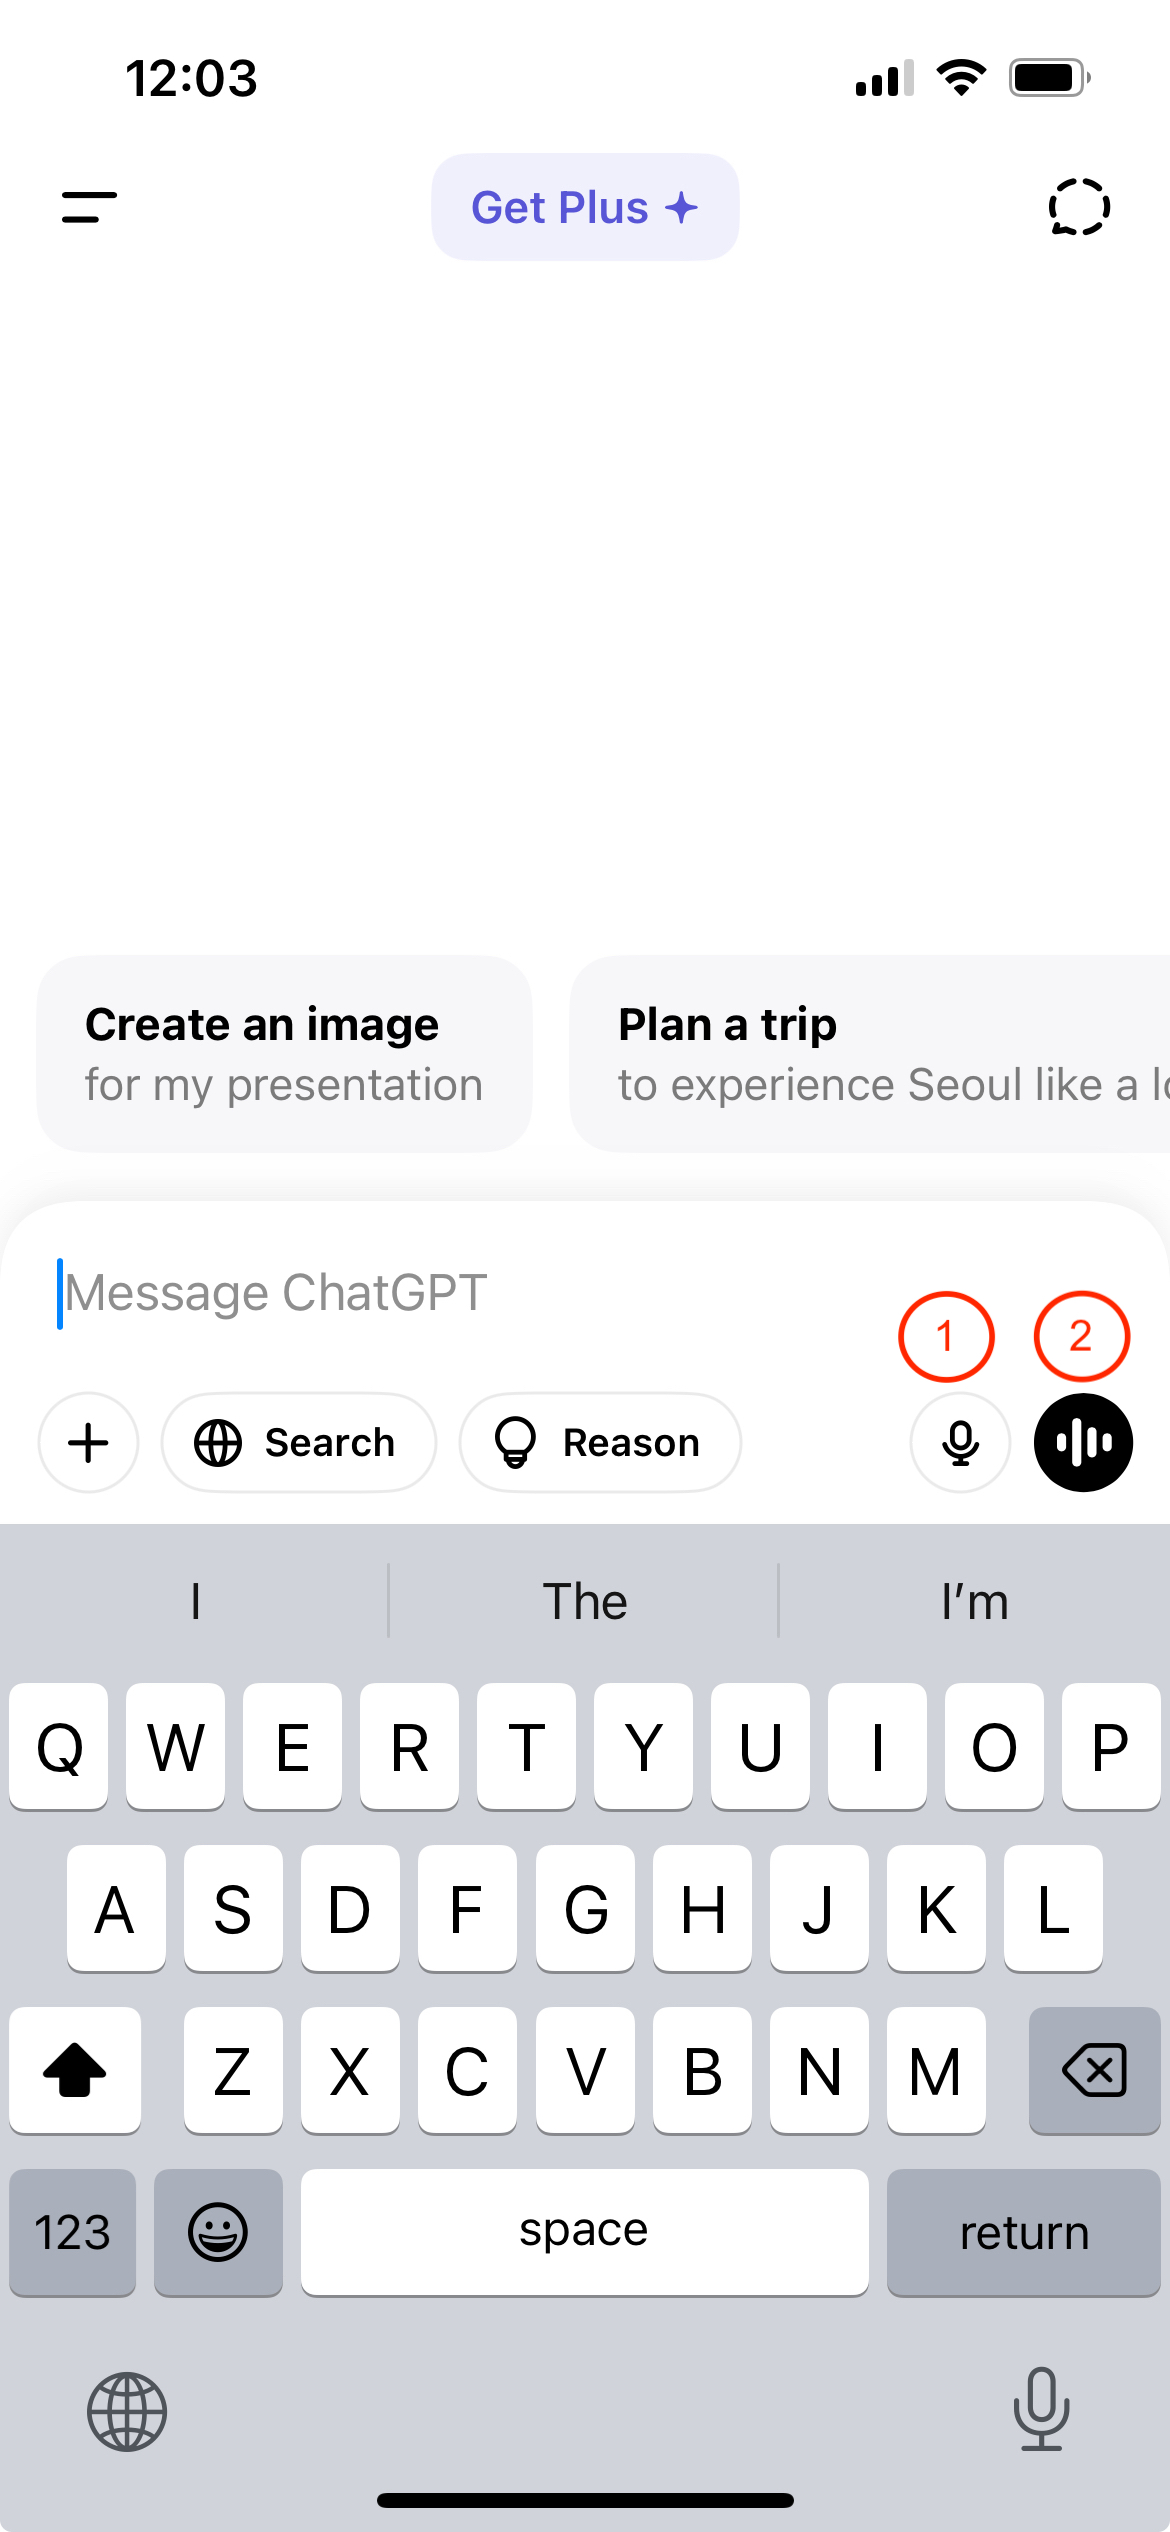 12:03
Get Plus
Create an image
for my presentation
Plan a trip
to experience Seoul like a
Message ChatGPT
1
2
Search
Reason
I
The
I’m
Q W E R T Y U I O P
A S D F G H J K L
Z X C V B N M
123
space
return